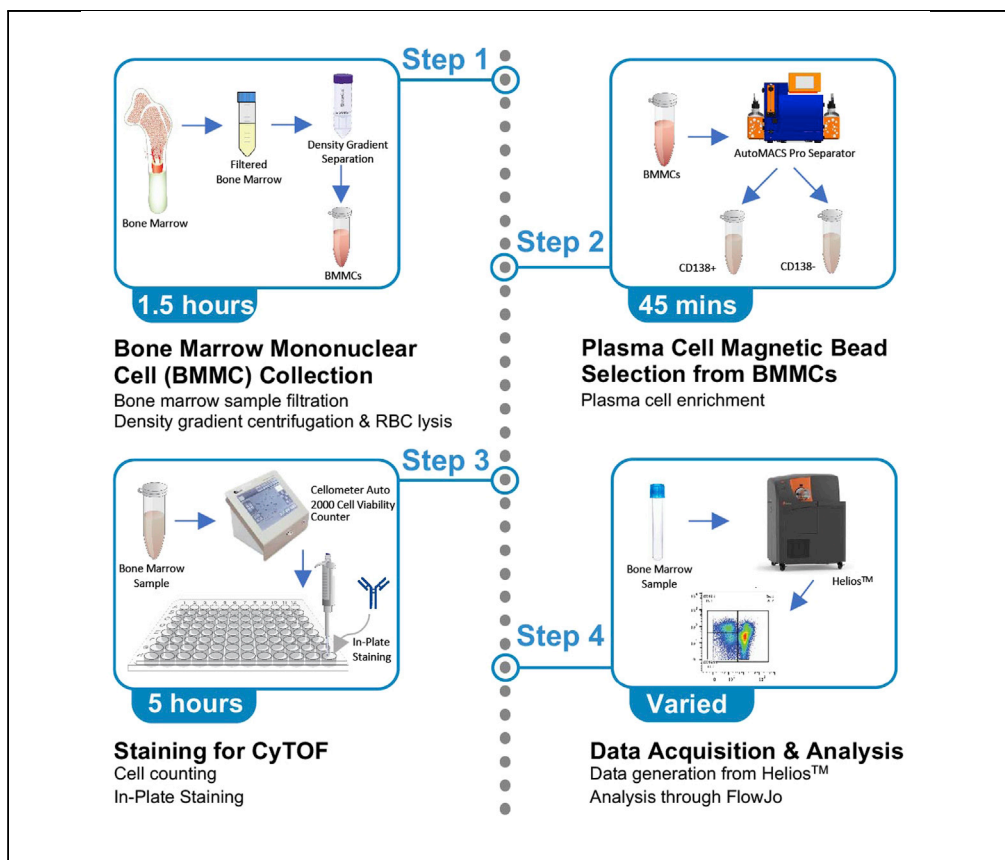 Step 1
Bone Marrow
Filtered
Bone Marrow
Density Gradient
Separation
BMMCs
1.5 hours
Bone Marrow Mononuclear
Cell (BMMC) Collection
Bone marrow sample filtration
Density gradient centrifugation & RBC lysis
Step 2
BMMCs
AutoMACS Pro Separator
CD138+
CD138-
45 mins
Plasma Cell Magnetic Bead
Selection from BMMCs
Plasma cell enrichment
Step 3
Bone Marrow
Sample
Cellometer Auto
2000 Cell Viability
Counter
In-Plate
Staining
5 hours
Staining for CyTOF
Cell counting
In-Plate Staining
Step 4
Bone Marrow
Sample
Helios™
Varied
Data Acquisition & Analysis
Data generation from Helios™
Analysis through FlowJo